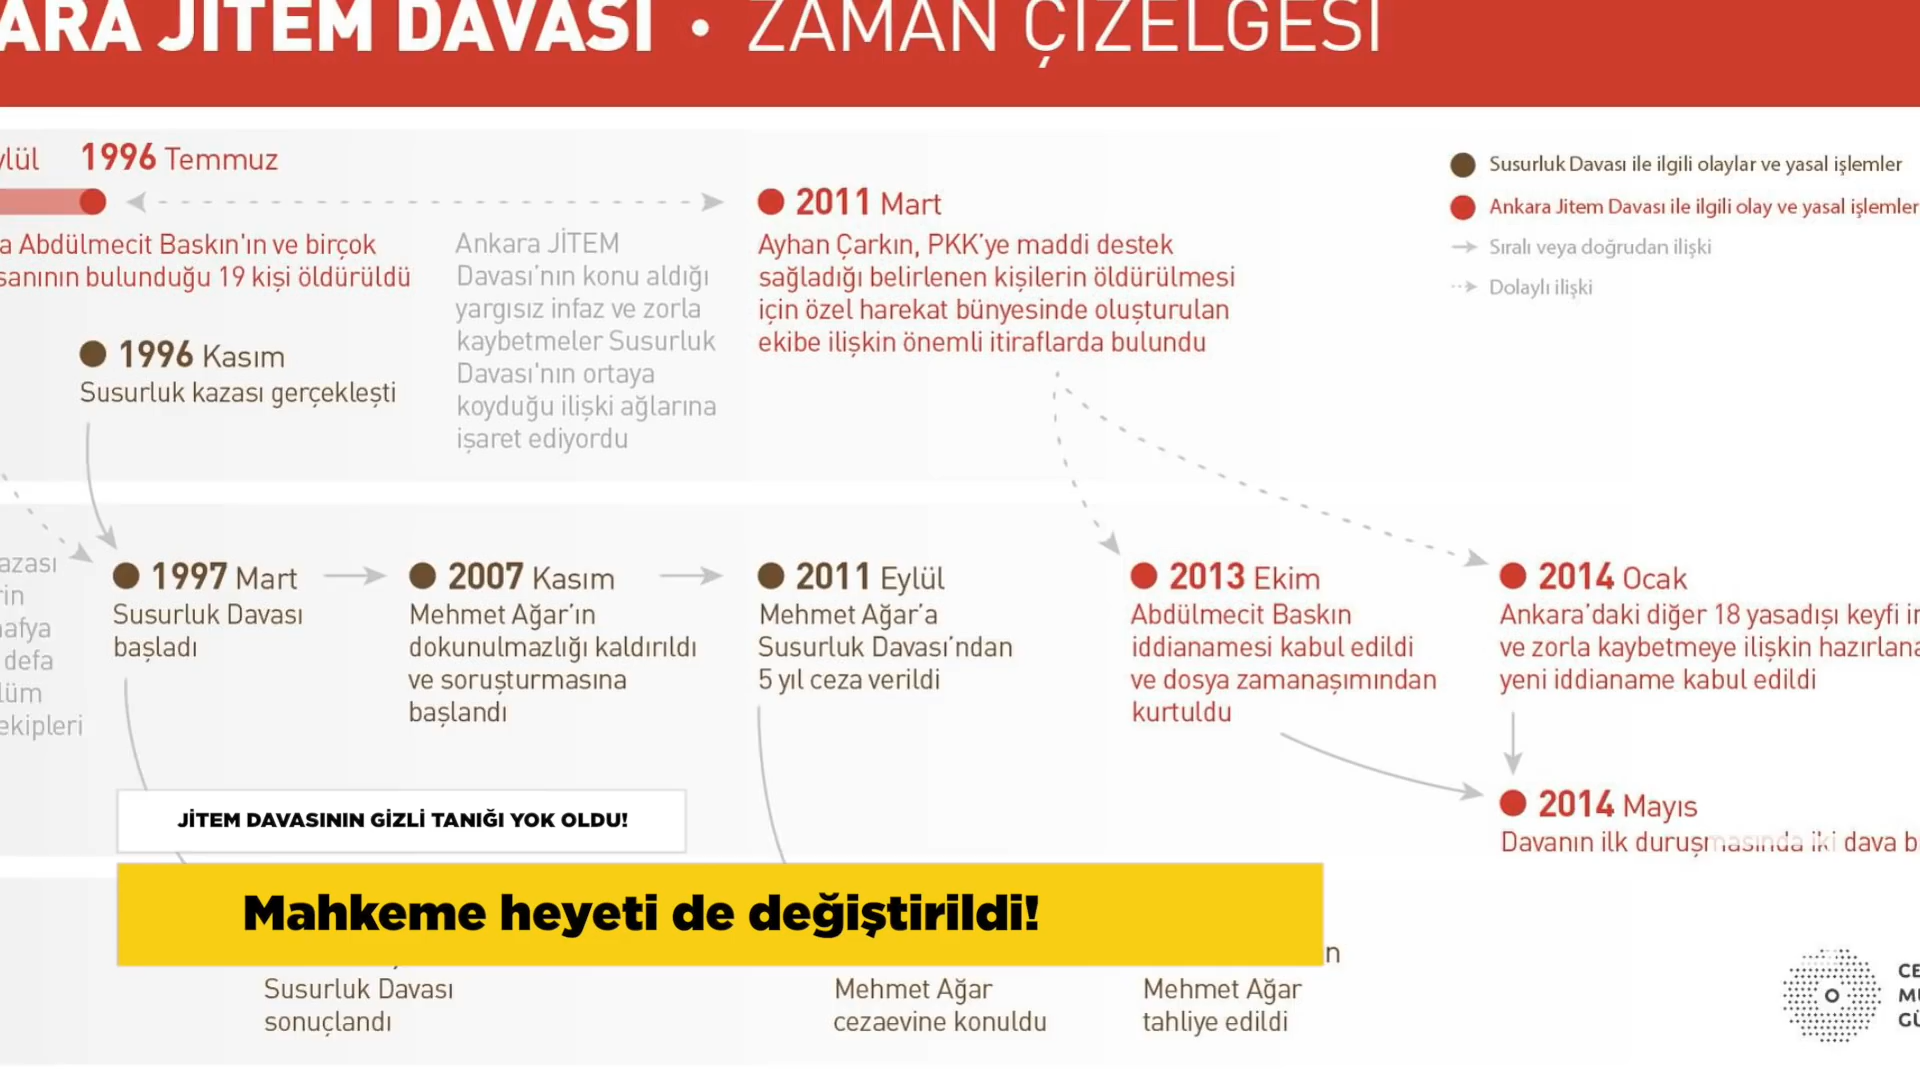 ARA JİTEM DAVASI • ZAMAN ÇİZELGESİ
1996 Temmuz
a Abdülmecit Baskın'ın ve birçok
19 kişi öldürüldü
bulunduğu
1996 Kasım
Susurluk kazası gerçekleşti
Ankara JİTEM
Davası'nın konu aldığı
yargısız infaz ve zorla
kaybetmeler Susurluk
Davası'nın ortaya
koyduğu ilişki ağlarına
işaret ediyordu
2011 Mart
Ayhan Çarkın, PKK'ye maddi destek
sağladığı belirlenen kişilerin öldürülmesi
için özel harekat bünyesinde oluşturulan
ekibe ilişkin önemli itiraflarda bulundu
Susurluk Davası ile ilgili olaylar ve yasal işlemler
Ankara Jitem Davası ile ilgili olay ve yasal işlemler
Sıralı veya doğrudan ilişki
Dolaylı ilişki
defa
ekipleri
1997 Mart
Susurluk Davası
başladı
2007 Kasım
Mehmet Ağar'ın
dokunulmazlığı kaldırıldı
ve soruşturmasına
başlandı
2011 Eylül
Mehmet Ağar'a
Susurluk Davası'ndan
5 yıl ceza verildi
2013 Ekim
Abdülmecit Baskın
iddianamesi kabul edildi
ve dosya zamanaşımından
kurtuldu
2014 Ocak
Ankara'daki diğer 18 yasadışı keyfi
ve zorla kaybetmeye ilişkin
yeni iddianame kabul edildi
2014 Mayıs
Davanın ilk duruşmasında iki dava
JİTEM DAVASININ GİZLİ TANIĞI YOK OLDU!
Mahkeme heyeti de değiştirildi!
Susurluk Davası
sonuçlandı
Mehmet Ağar
cezaevine konuldu
Mehmet Ağar
tahliye edildi